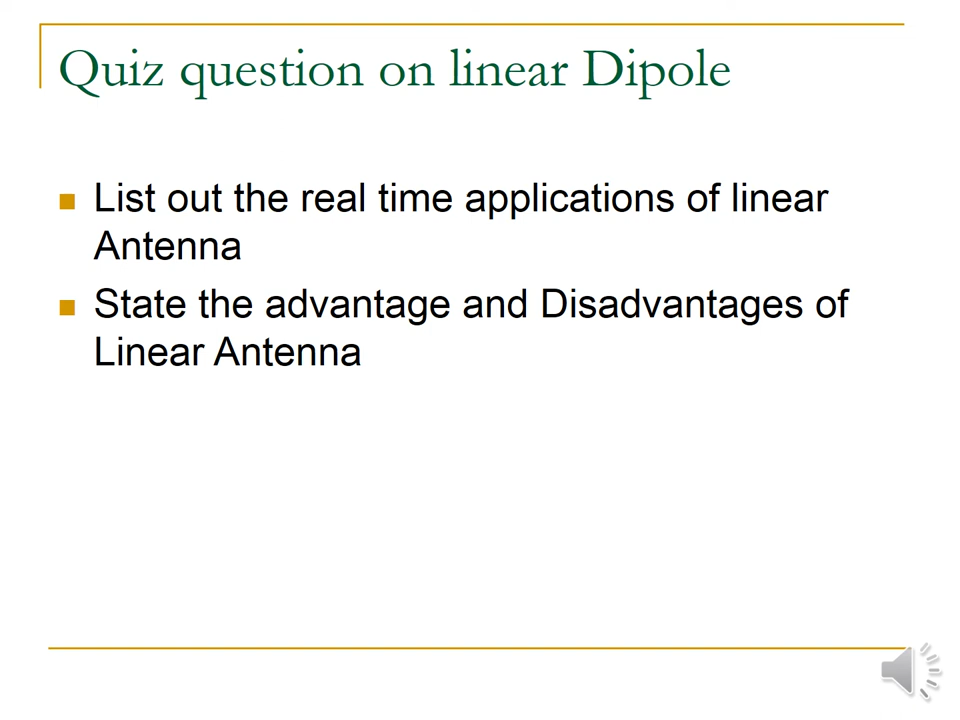 Quiz question on linear Dipole
List out the real time applications of linear
Antenna
State the advantage and Disadvantages of
Linear Antenna